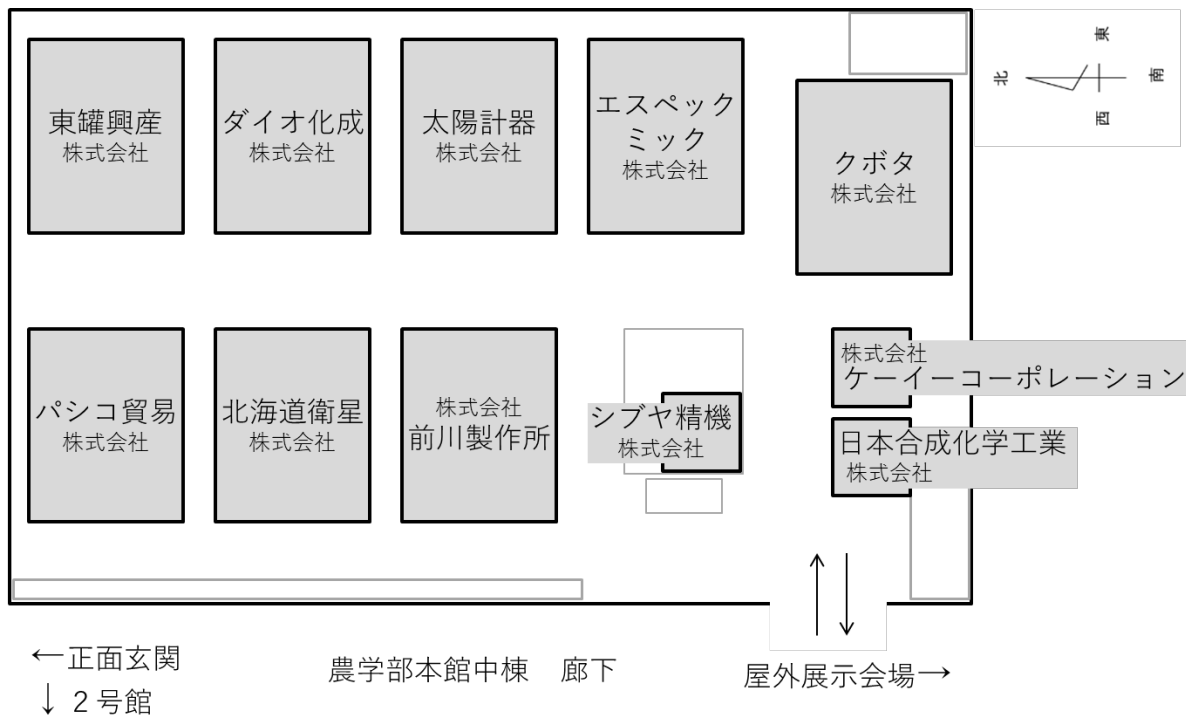 東罐興産
株式会社
ダイオ化成
株式会社
太陽計器
株式会社
エスペック
ミック
株式会社
クボタ
株式会社
東
北
南
西
パシコ貿易
株式会社
北海道衛星
株式会社
株式会社
前川製作所
シブヤ精機
株式会社
株式会社
ケーイーコーポレーション
日本合成化学工業
株式会社
←正面玄関
↓ 2号館
農学部本館中棟 廊下
屋外展示会場→